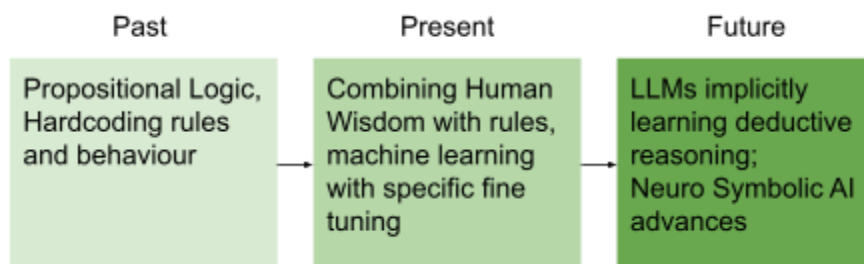 Past
Present
Future
Propositional Logic,
Hardcoding rules
and behaviour
Combining Human
Wisdom with rules,
machine learning
with specific fine
tuning
LLMs implicitly
learning deductive
reasoning;
Neuro Symbolic AI
advances